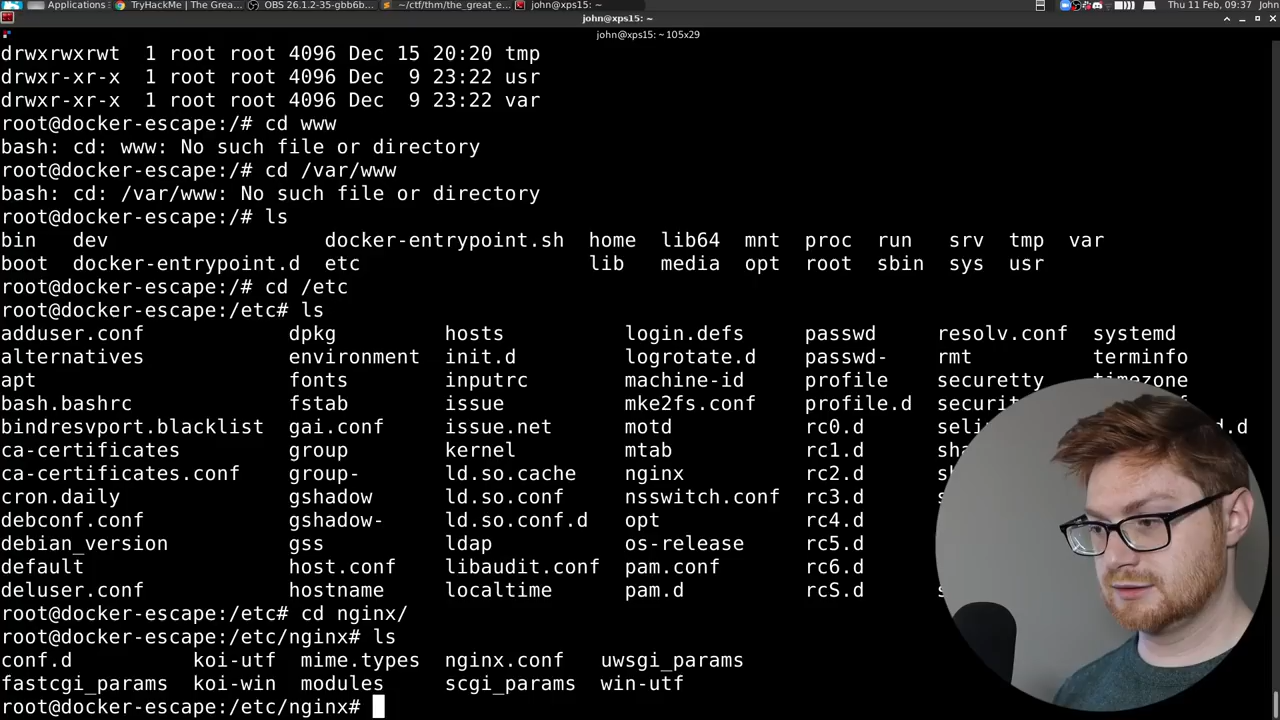 Applications TryHackMe | The Gre... OBS 26.1.2-35-gbb6b... ~/ctf/thm/the_great_e... john@xps15: ~ Thu 11 Feb, 09:37 John
john@xps15: ~
john@xps15: ~ 105x29
drwxrwxrwt 1 root root 4096 Dec 15 20:20 tmp
drwxr-xr-x 1 root root 4096 Dec 9 23:22 usr
drwxr-xr-x 1 root root 4096 Dec 9 23:22 var
root@docker-escape:/# cd www
bash: cd: www: No such file or directory
root@docker-escape:/# cd /var/www
bash: cd: /var/www: No such file or directory
root@docker-escape:/# ls
bin dev docker-entrypoint.sh home lib64 mnt proc run srv tmp var
boot docker-entrypoint.d etc lib media opt root sbin sys usr
root@docker-escape:/# cd /etc
root@docker-escape:/etc# ls
adduser.conf dpkg hosts login.defs passwd resolv.conf systemd
alternatives environment init.d logrotate.d passwd- rmt terminfo
apt fonts inputrc machine-id profile securetty timezone
bash.bashrc fstab issue mke2fs.conf profile.d
bindresvport.blacklist gai.conf issue.net motd rc0.d
ca-certificates group kernel mtab rc1.d
ca-certificates.conf group- ld.so.cache nginx rc2.d
cron.daily gshadow ld.so.conf nsswitch.conf rc3.d
debconf.conf gshadow- ld.so.conf.d opt rc4.d
debian_version gss ldap os-release rc5.d
default host.conf libaudit.conf pam.conf rc6.d
deluser.conf hostname localtime pam.d rcS.d
root@docker-escape:/etc# cd nginx/
root@docker-escape:/etc/nginx# ls
conf.d koi-utf mime.types nginx.conf uwsgi_params
fastcgi_params koi-win modules scgi_params win-utf
root@docker-escape:/etc/nginx#